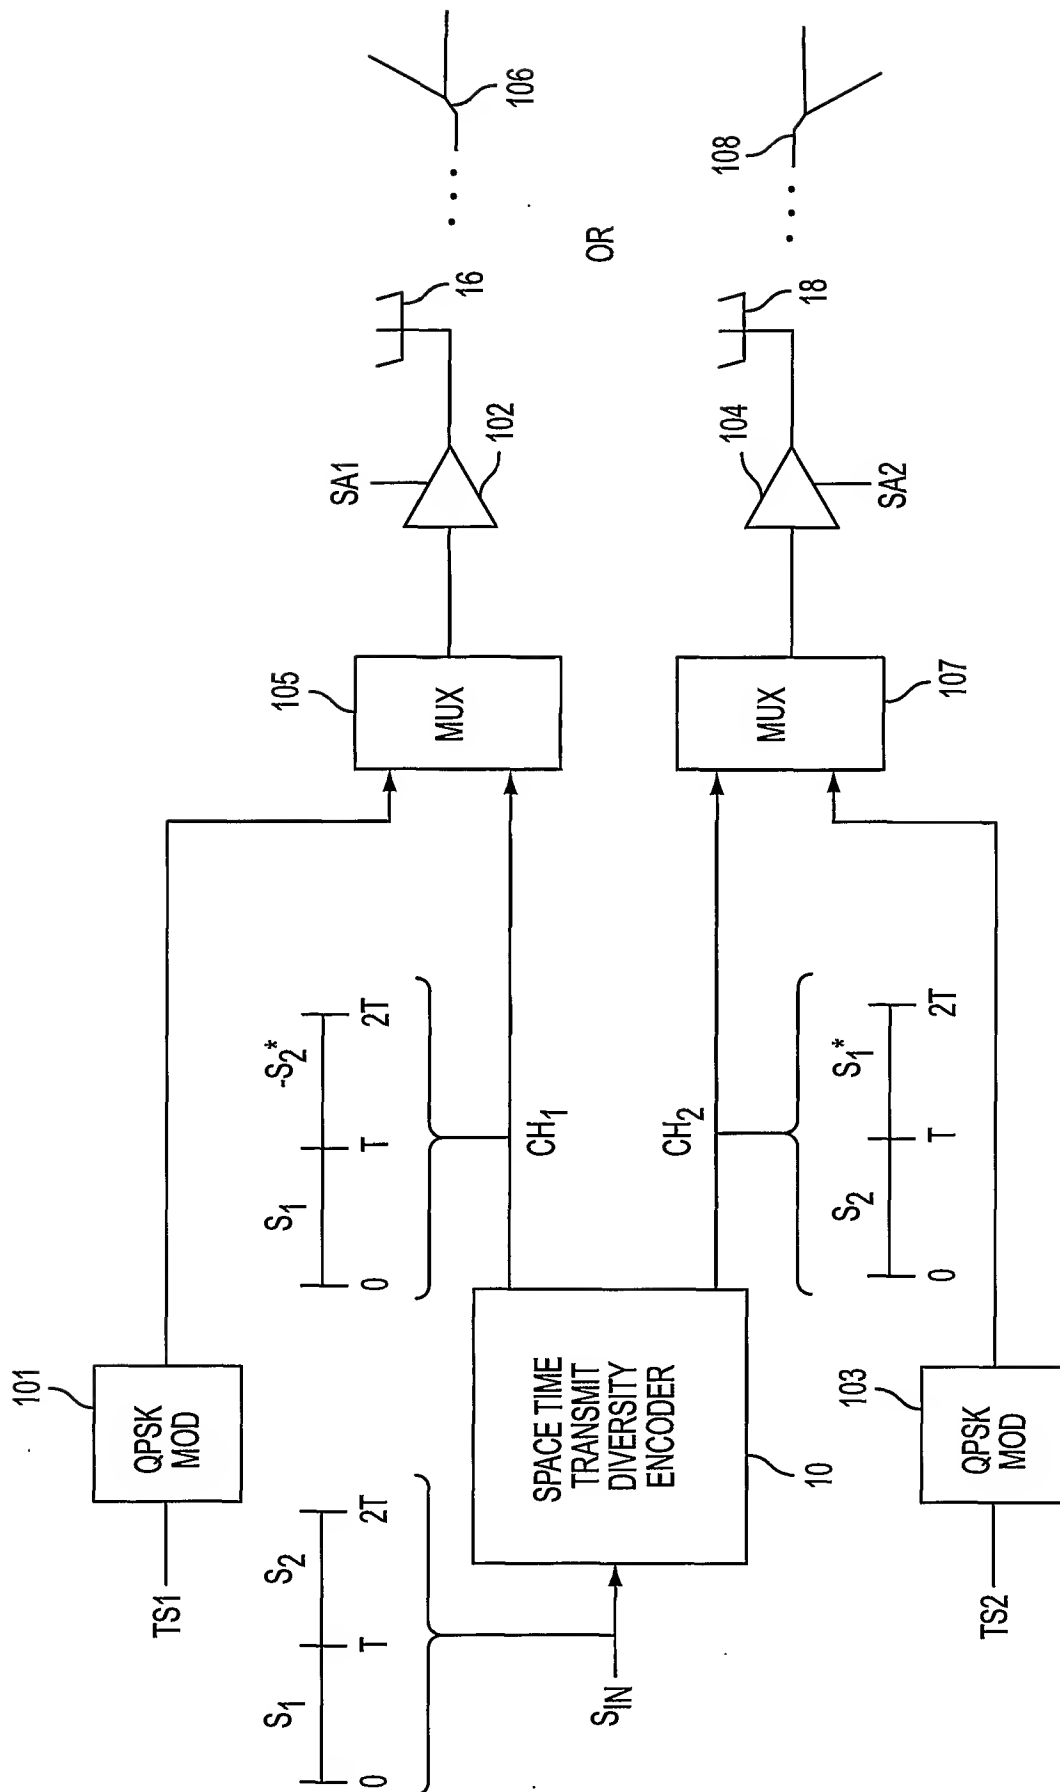 101
TS1
QPSK
MOD
S₁ S₂
0 T 2T
S₁ -S₂*
0 T 2T
105
SA1
102
16
106
MUX
CH₁
SPACE TIME
TRANSMIT
DIVERSITY
ENCODER
S_IN
10
OR
CH₂
MUX
107
104
SA2
18
108
S₂ S₁*
0 T 2T
103
TS2
QPSK
MOD